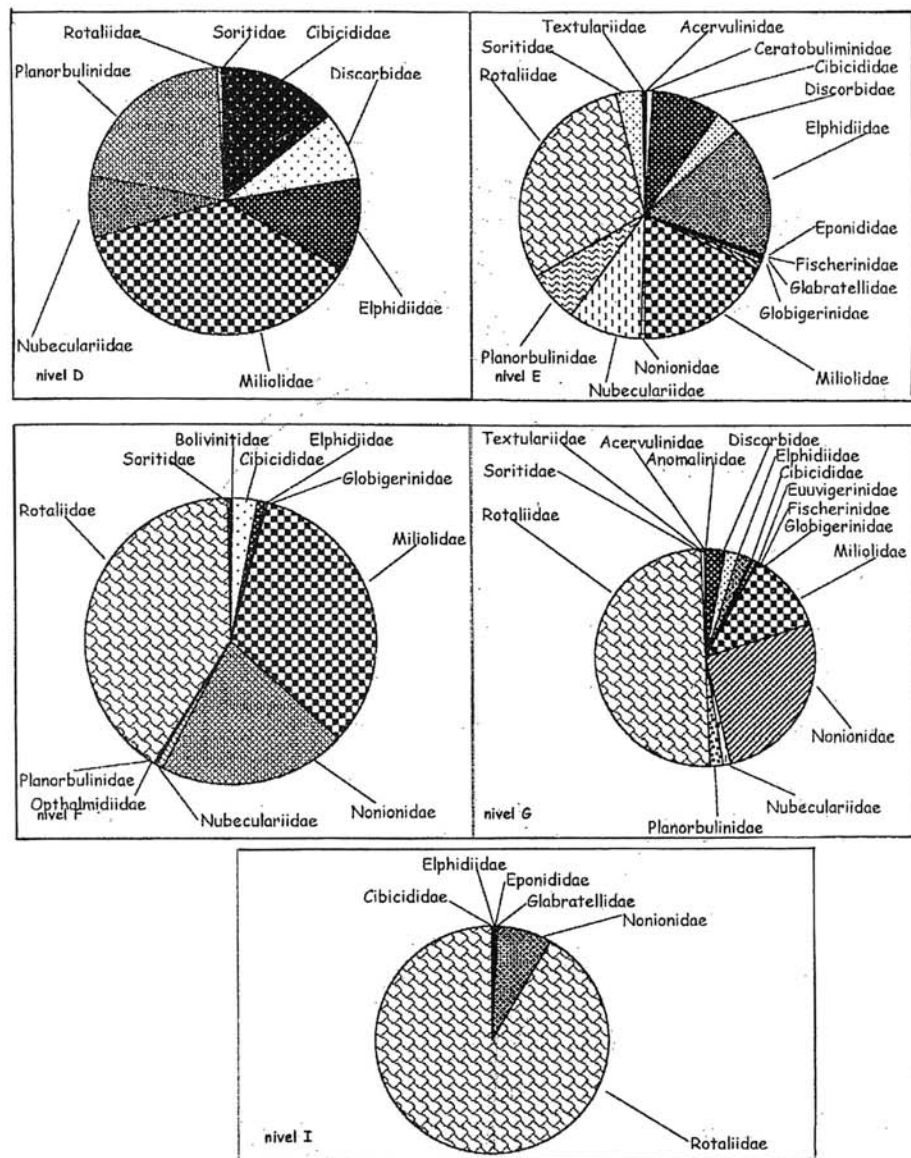 Rotaliidae
Soritidae
Cibicididae
Planorbulinidae
Discorbidae
Elphidiidae
Nubeculariidae
Miliolidae
nivel D
Textulariidae
Acervulinidae
Soritidae
Ceratobuliminidae
Rotaliidae
Cibicididae
Discorbidae
Elphidiidae
Eponididae
Fischerinidae
Glabratellidae
Globigerinidae
Planorbulinidae
Nonionidae
Miliolidae
nivel E
Nubeculariidae
Bolivinitidae
Elphidiidae
Soritidae
Cibicididae
Globigerinidae
Rotaliidae
Miliolidae
Planorbulinidae
Opthalmidiidae
Nonionidae
nivel F
Nubeculariidae
Textulariidae
Acervulinidae
Discorbidae
Soritidae
Anomalinidae
Elphidiidae
Cibicididae
Rotaliidae
Euuvigerinidae
Fischerinidae
Globigerinidae
Miliolidae
Nonionidae
Nubeculariidae
nivel G
Planorbulinidae
Elphidiidae
Eponididae
Cibicididae
Glabratellidae
Nonionidae
nivel I
Rotaliidae